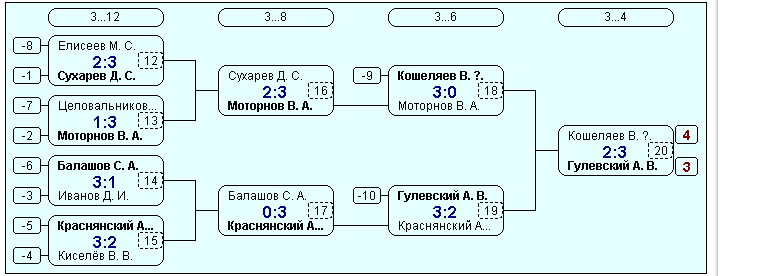 3...12
3...8
3...6
3...4
-8
Елисеев М. С.
2:3
12
-1
Сухарев Д. С.
-7
Целовальников...
1:3
13
-2
Моторнов В. А.
-6
Балашов С. А.
3:1
14
-3
Иванов Д. И.
-5
Краснянский А...
3:2
15
-4
Киселёв В. В.
Сухарев Д. С.
2:3
16
Моторнов В. А.
Балашов С. А.
0:3
17
Краснянский А...
-9
Кошеляев В. ?.
3:0
18
Моторнов В. А.
-10
Гулевский А. В.
3:2
19
Краснянский А...
Кошеляев В. ?.
4
2:3
20
Гулевский А. В.
3